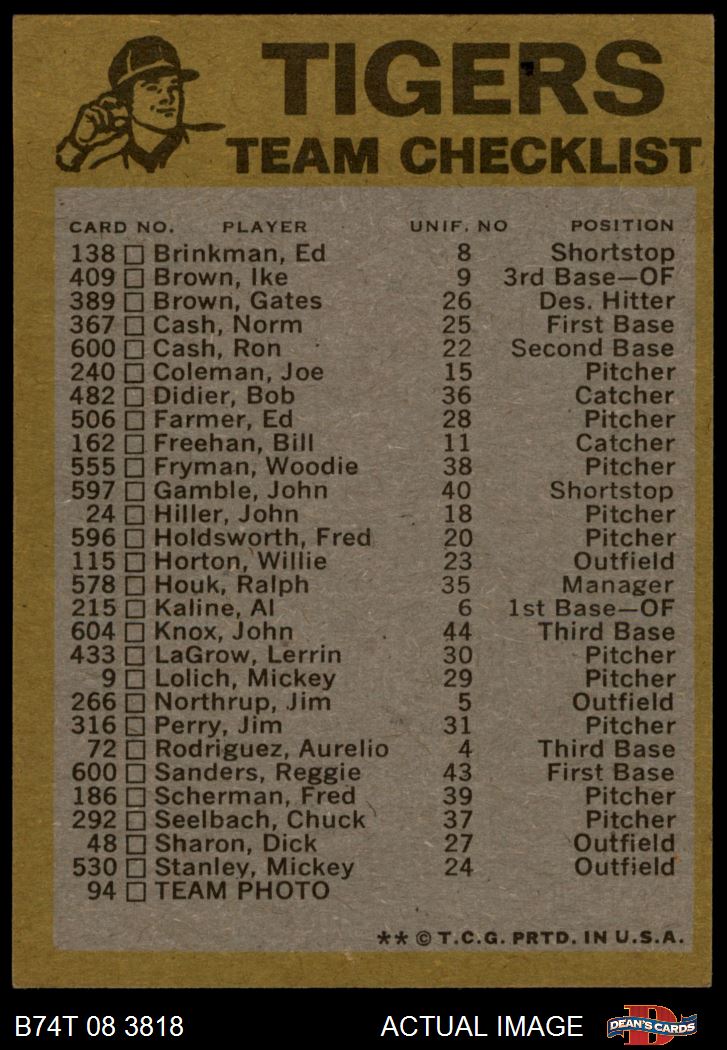 TIGERS
TEAM CHECKLIST
CARD NO. PLAYER UNIF. NO POSITION
138 Brinkman, Ed 8 Shortstop
409 Brown, Ike 9 3rd Base—OF
389 Brown, Gates 26 Des. Hitter
367 Cash, Norm 25 First Base
600 Cash, Ron 22 Second Base
240 Coleman, Joe 15 Pitcher
482 Didier, Bob 36 Catcher
506 Farmer, Ed 28 Pitcher
162 Freehan, Bill 11 Catcher
555 Fryman, Woodie 38 Pitcher
597 Gamble, John 40 Shortstop
24 Hiller, John 18 Pitcher
596 Holdsworth, Fred 20 Pitcher
115 Horton, Willie 23 Outfield
578 Houk, Ralph 35 Manager
215 Kaline, Al 6 1st Base—OF
604 Knox, John 44 Third Base
433 LaGrow, Lerrin 30 Pitcher
9 Lolich, Mickey 29 Pitcher
266 Northrup, Jim 5 Outfield
316 Perry, Jim 31 Pitcher
72 Rodriguez, Aurelio 4 Third Base
600 Sanders, Reggie 43 First Base
186 Scherman, Fred 39 Pitcher
292 Seelbach, Chuck 37 Pitcher
48 Sharon, Dick 27 Outfield
530 Stanley, Mickey 24 Outfield
94 TEAM PHOTO
** © T.C.G. PRTD. IN U.S.A.
B74T 08 3818 ACTUAL IMAGE D DEAN'S CARDS